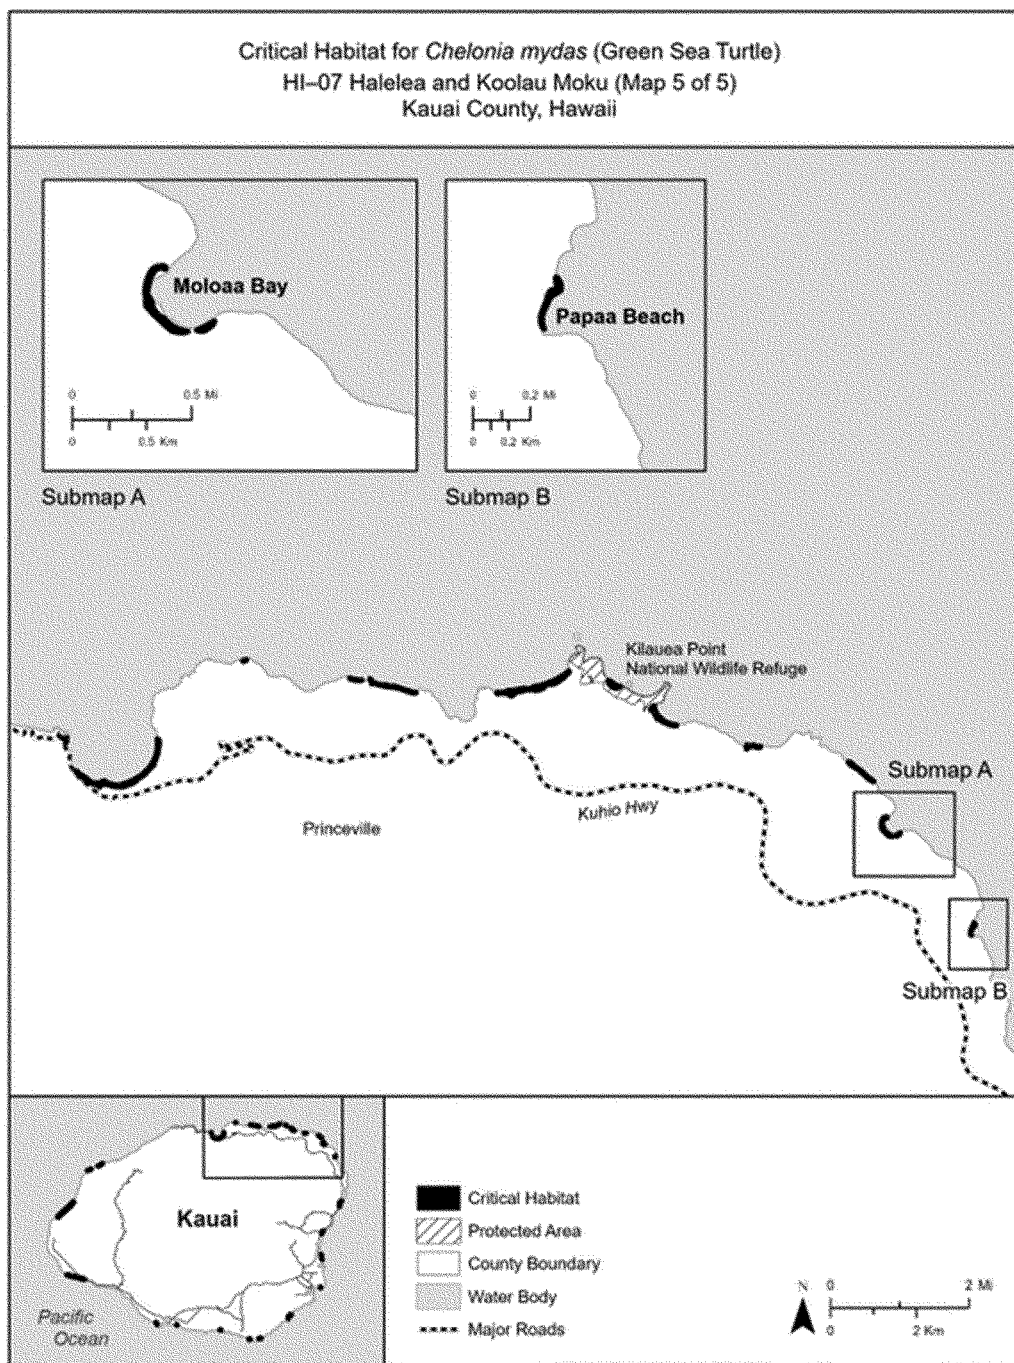 Critical Habitat for Chelonia mydas (Green Sea Turtle)
HI–07 Halelea and Koolau Moku (Map 5 of 5)
Kauai County, Hawaii
Moloaa Bay
0 0.5 Mi
0 0.5 Km
Submap A
Papaa Beach
0 0.2 Mi
0 0.2 Km
Submap B
Kilauea Point
National Wildlife Refuge
Submap A
Kuhio Hwy
Princeville
Submap B
Kauai
Pacific
Ocean
Critical Habitat
Protected Area
County Boundary
Water Body
Major Roads
N
0 2 Mi
0 2 Km